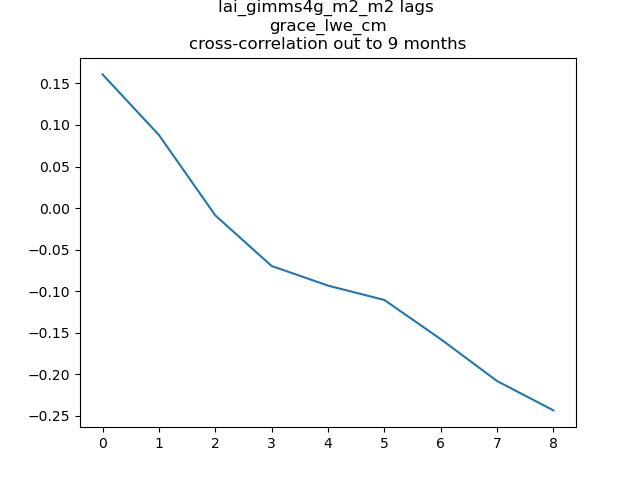 lai_gimms4g_m2_m2 lags
grace_lwe_cm
cross-correlation out to 9 months
0.15
0.10
0.05
0.00
−0.05
−0.10
−0.15
−0.20
−0.25
0 1 2 3 4 5 6 7 8